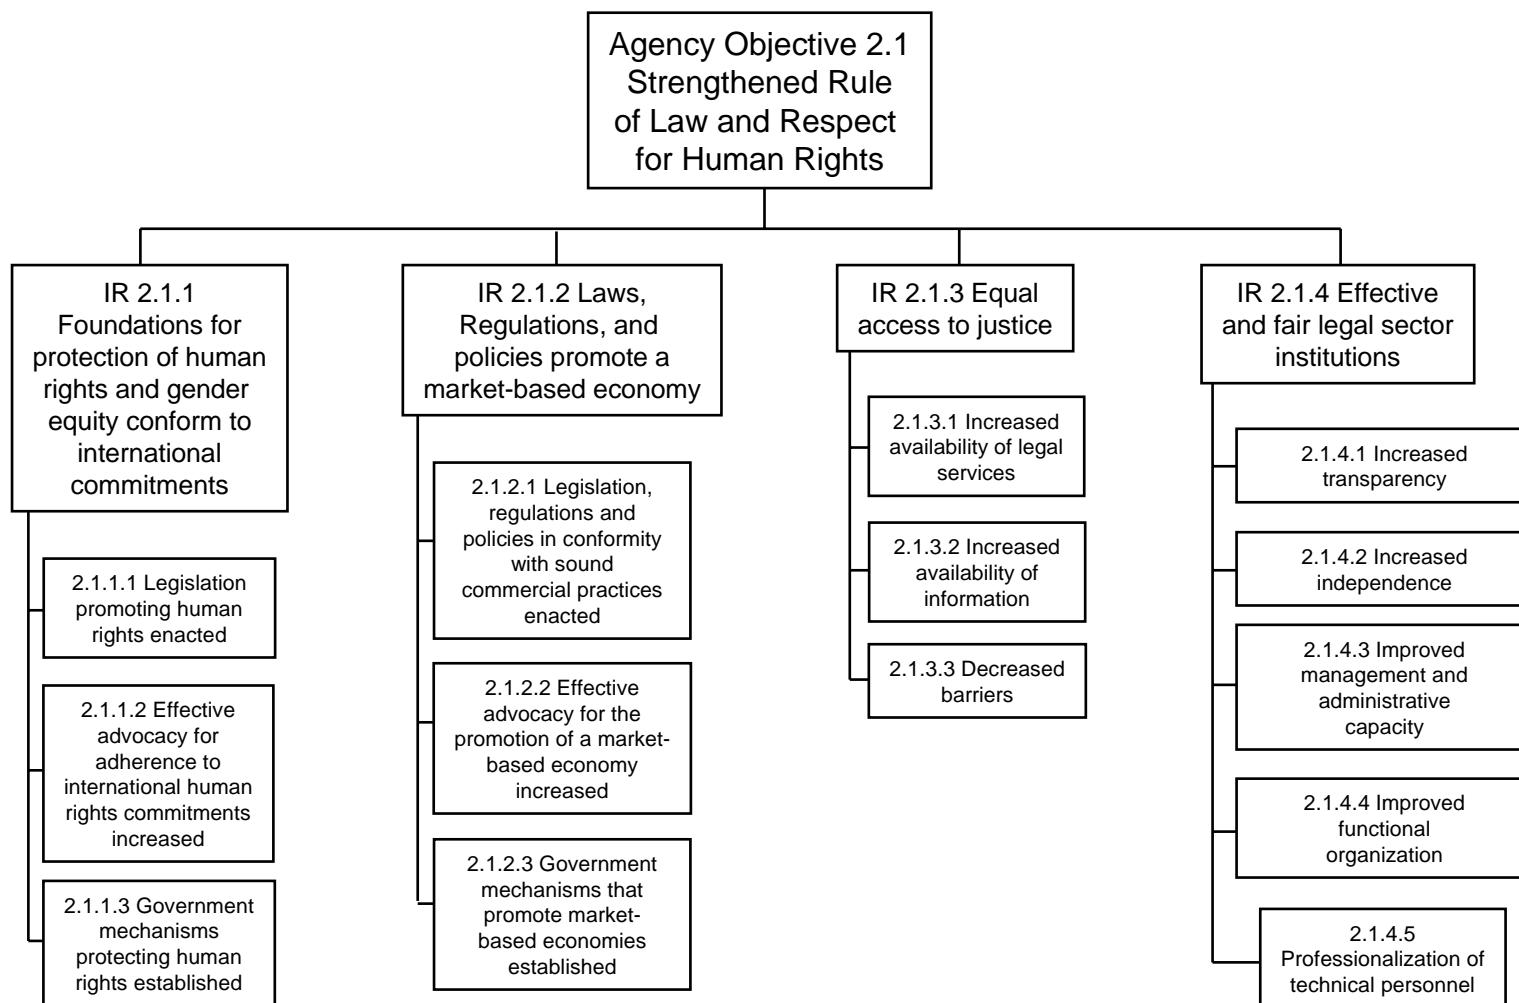 Agency Objective 2.1
Strengthened Rule
of Law and Respect
for Human Rights
IR 2.1.1
Foundations for
protection of human
rights and gender
equity conform to
international
commitments
2.1.1.1 Legislation
promoting human
rights enacted
2.1.1.2 Effective
advocacy for
adherence to
international human
rights commitments
increased
2.1.1.3 Government
mechanisms
protecting human
rights established
IR 2.1.2 Laws,
Regulations, and
policies promote a
market-based economy
2.1.2.1 Legislation,
regulations and
policies in conformity
with sound
commercial practices
enacted
2.1.2.2 Effective
advocacy for the
promotion of a market-
based economy
increased
2.1.2.3 Government
mechanisms that
promote market-
based economies
established
IR 2.1.3 Equal
access to justice
2.1.3.1 Increased
availability of legal
services
2.1.3.2 Increased
availability of
information
2.1.3.3 Decreased
barriers
IR 2.1.4 Effective
and fair legal sector
institutions
2.1.4.1 Increased
transparency
2.1.4.2 Increased
independence
2.1.4.3 Improved
management and
administrative
capacity
2.1.4.4 Improved
functional
organization
2.1.4.5
Professionalization of
technical personnel